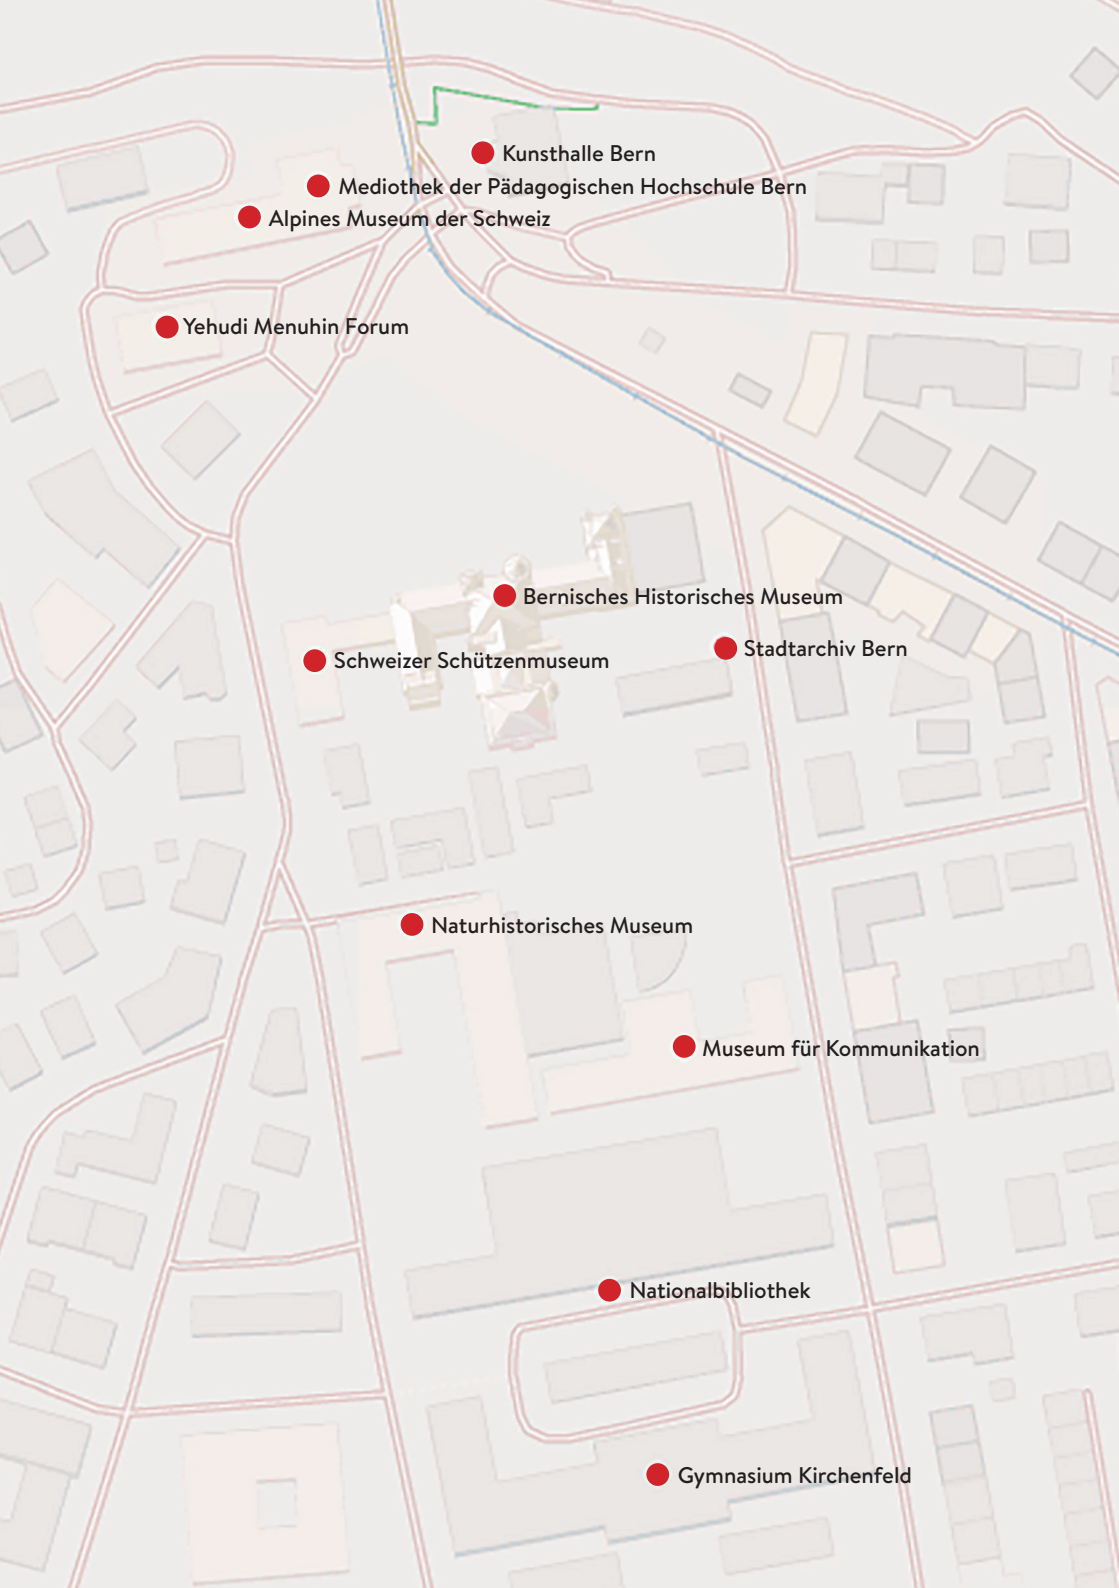 Kunsthalle Bern
Mediothek der Pädagogischen Hochschule Bern
Alpines Museum der Schweiz
Yehudi Menuhin Forum
Bernisches Historisches Museum
Stadtarchiv Bern
Schweizer Schützenmuseum
Naturhistorisches Museum
Museum für Kommunikation
Nationalbibliothek
Gymnasium Kirchenfeld